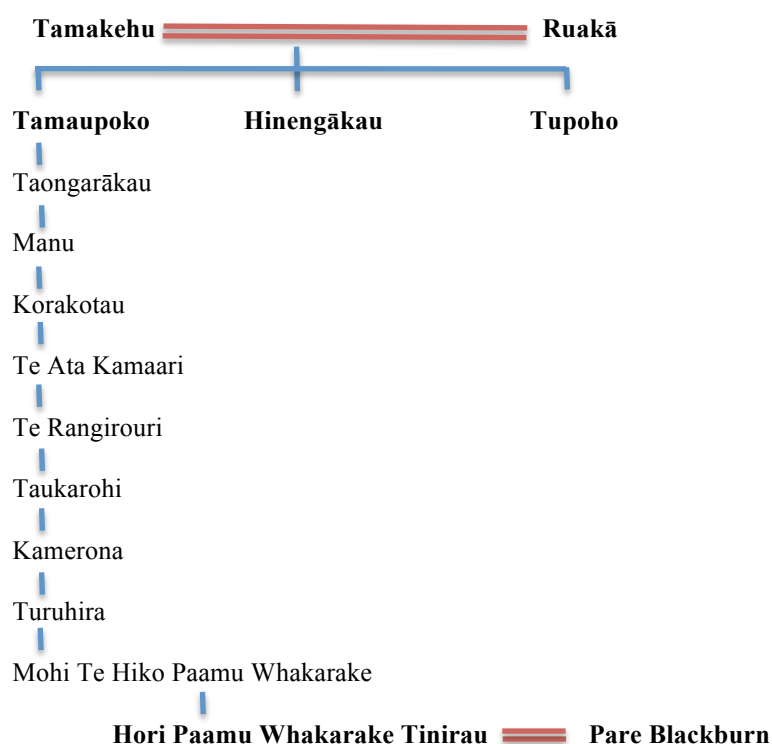 Tamakehu Ruakā
Tamaupoko Hinengākau Tupoho
Taongarākau
Manu
Korakotau
Te Ata Kamaari
Te Rangirouri
Taukarohi
Kamerona
Turuhira
Mohi Te Hiko Paamu Whakarake
Hori Paamu Whakarake Tinirau Pare Blackburn